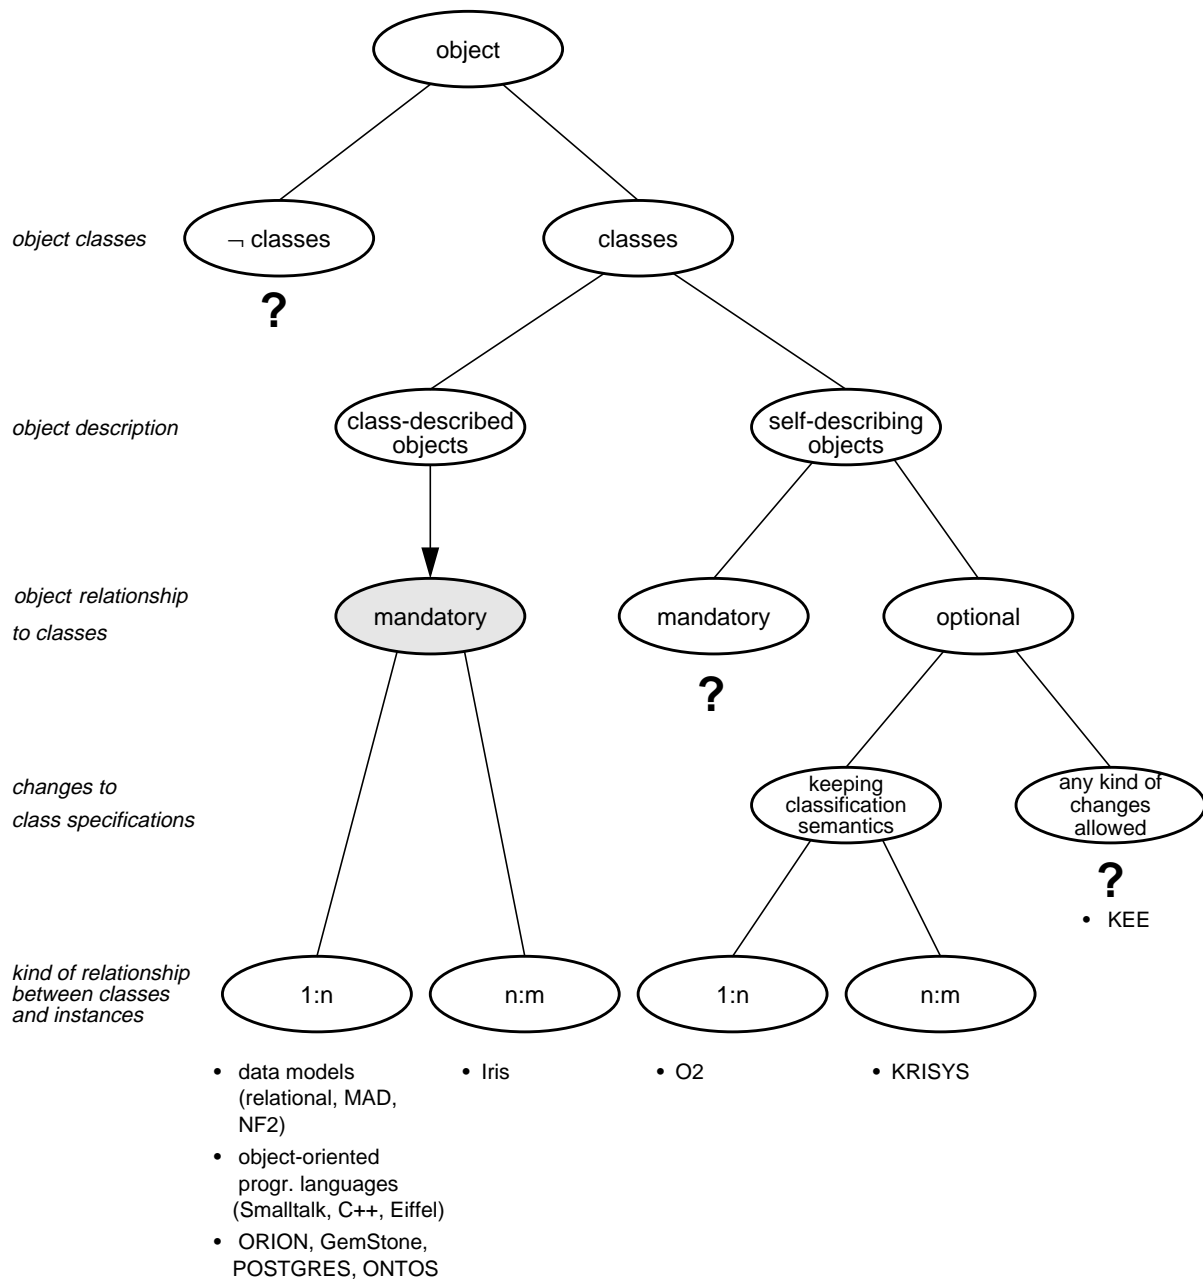 object
object classes
¬ classes
classes
?
object description
class-described
objects
self-describing
objects
object relationship
to classes
mandatory
mandatory
optional
?
changes to
class specifications
keeping
classification
semantics
any kind of
changes
allowed
?
• KEE
kind of relationship
between classes
and instances
1:n
n:m
1:n
n:m
• data models
(relational, MAD,
NF2)
• object-oriented
progr. languages
(Smalltalk, C++, Eiffel)
• ORION, GemStone,
POSTGRES, ONTOS
• Iris
• O2
• KRISYS